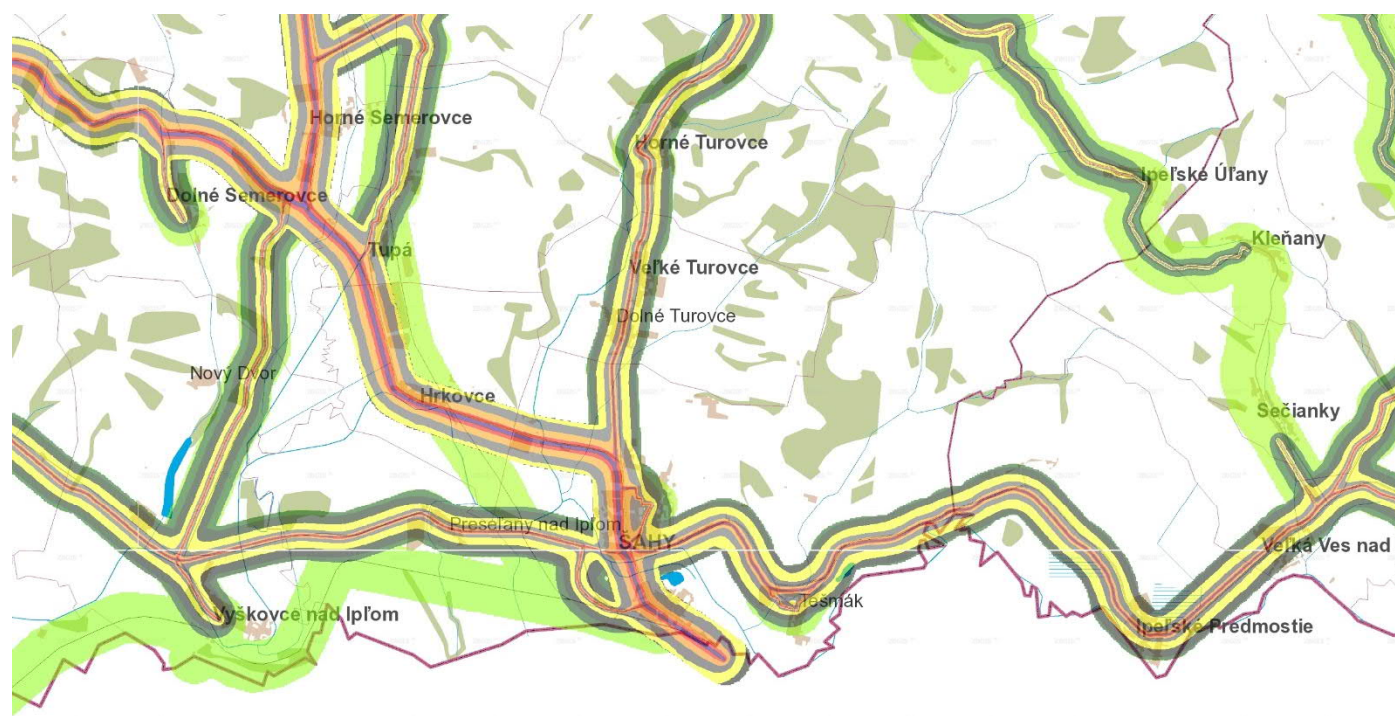 Horné Semerovce
Horné Turovce
Ipeľské Úľany
Dolné Semerovce
Kleňany
Tupá
Veľké Turovce
Dolné Turovce
Nový Dvor
Hrkovce
Sečianky
Preseľany nad Ipľom
ŠAHY
Veľká Ves nad
Tešmák
Vyškovce nad Ipľom
Ipeľské Predmostie